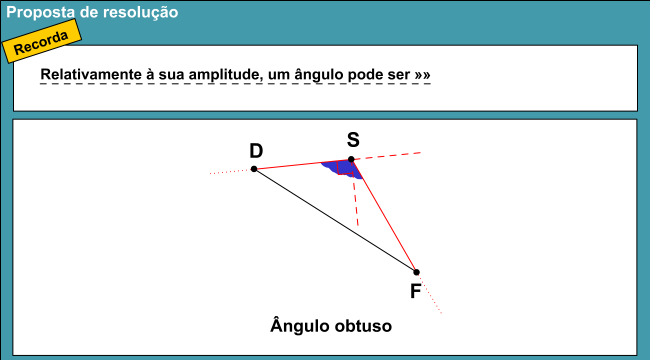 Proposta de resolução
Recorda
Relativamente à sua amplitude, um ângulo pode ser »»
S
D
F
Ângulo obtuso